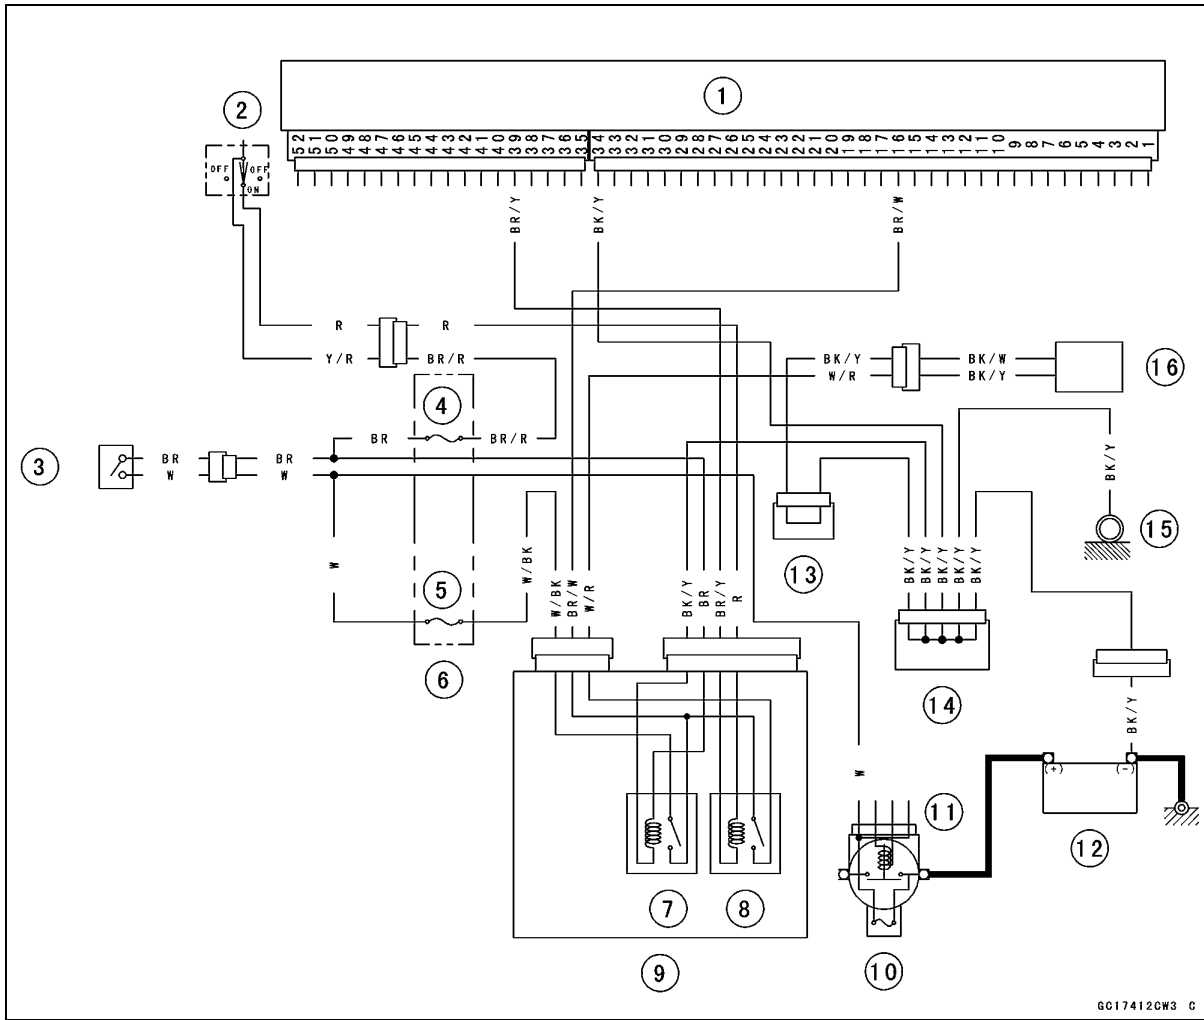 1
2
52 51 50 49 48 47 46 45 44 43 42 41 40 39 38 37 36 35 34 33 32 31 30 29 28 27 26 25 24 23 22 21 20 19 18 17 16 15 14 13 12 11 10 9 8 7 6 5 4 3 2 1
OFF OFF
ON
BR/Y BK/Y BR/W
R R
Y/R BR/R
BK/Y BK/W
W/R BK/Y
16
4
BR BR/R
3
BR BR
W W
BK/Y
15
13
W W/BK
5
W/BK BR/W W/R BK/Y BR BR/Y R
BK/Y BK/Y BK/Y BK/Y BK/Y
6
14
BK/Y
W
(+) (-)
11
12
7 8
9
10
GC17412CW3 C